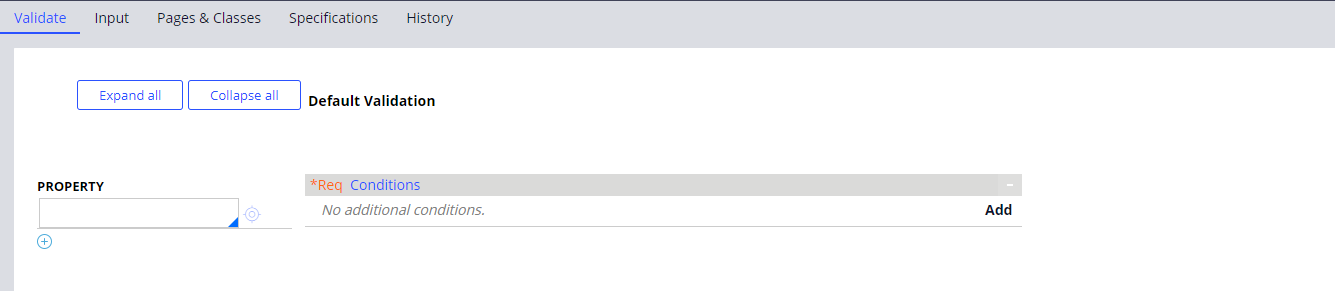 Validate Input Pages & Classes Specifications History
Expand all Collapse all Default Validation
PROPERTY
*Req Conditions
No additional conditions. Add